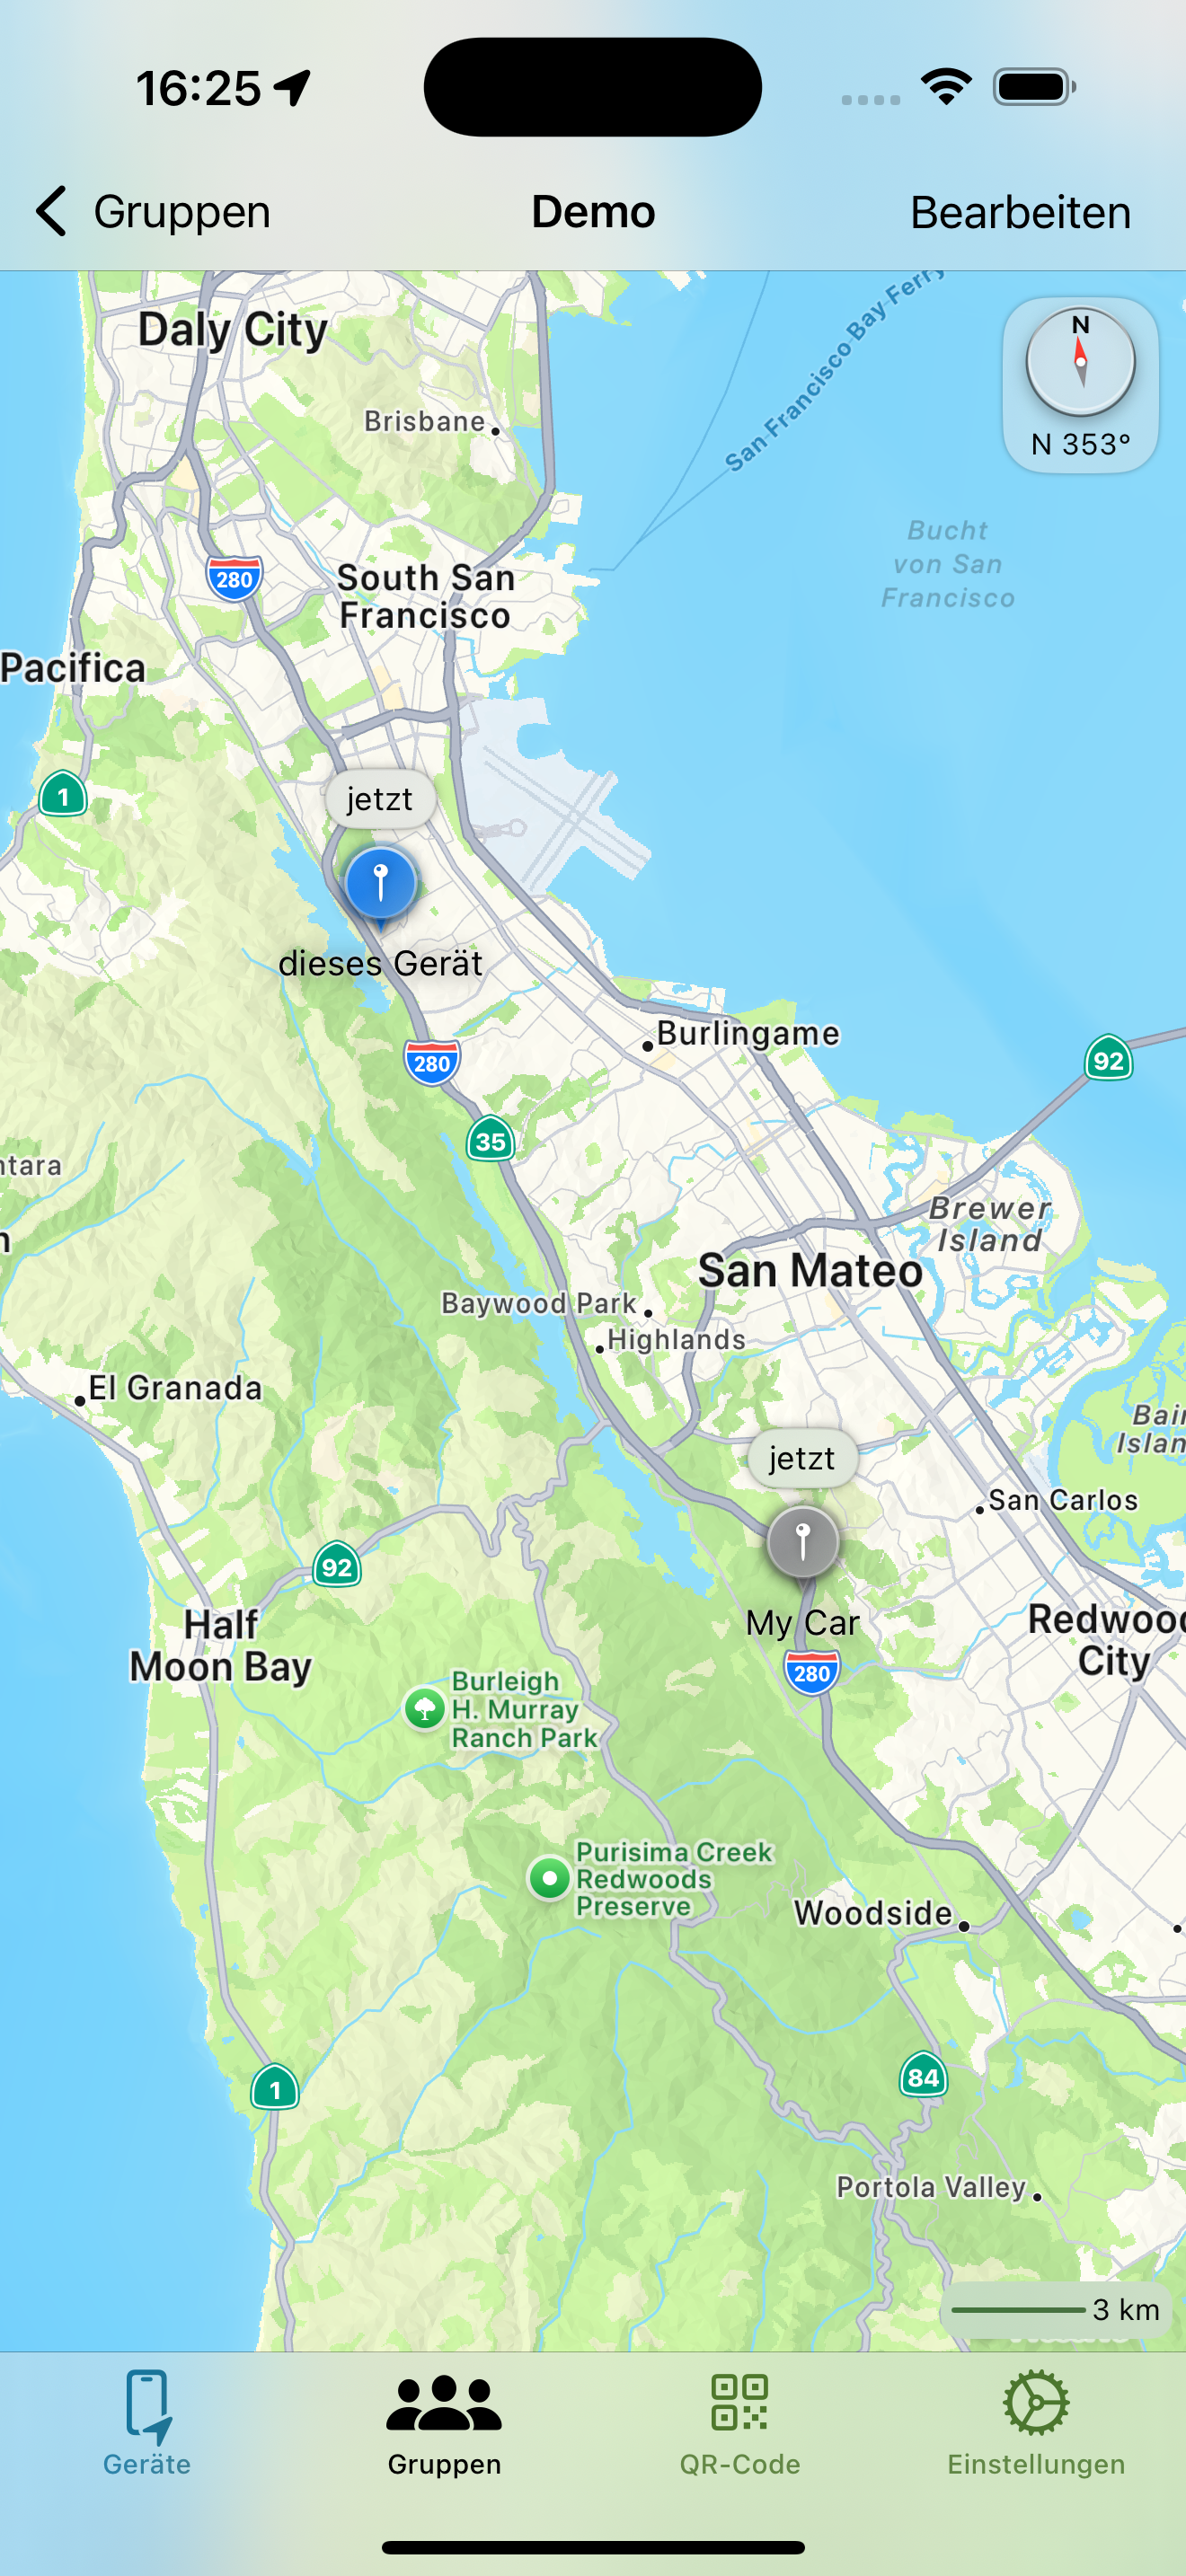 16:25
Gruppen
Demo
Bearbeiten
Daly City
San Francisco Bay Ferry
N
N 353°
Brisbane
Bucht
von San
Francisco
280
South San
Francisco
Pacifica
1
jetzt
dieses Gerät
Burlingame
280
92
35
ntara
Brewer
Island
n
San Mateo
Baywood Park
Highlands
El Granada
Bair
Islan
jetzt
San Carlos
92
My Car
Half
Moon Bay
Redwood
City
280
Burleigh
H. Murray
Ranch Park
Purisima Creek
Redwoods
Preserve
Woodside
1
84
Portola Valley
3 km
Geräte
Gruppen
QR-Code
Einstellungen